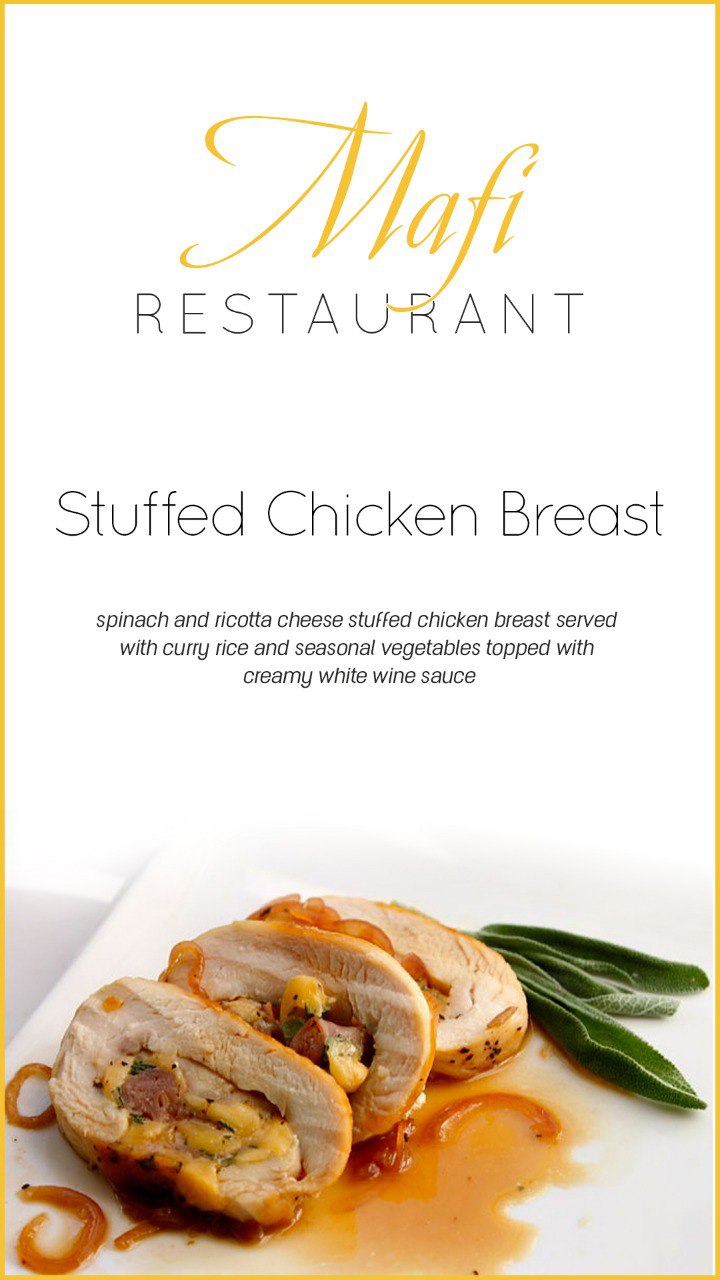 Mafi
RESTAURANT
Stuffed Chicken Breast
spinach and ricotta cheese stuffed chicken breast served
with curry rice and seasonal vegetables topped with
creamy white wine sauce